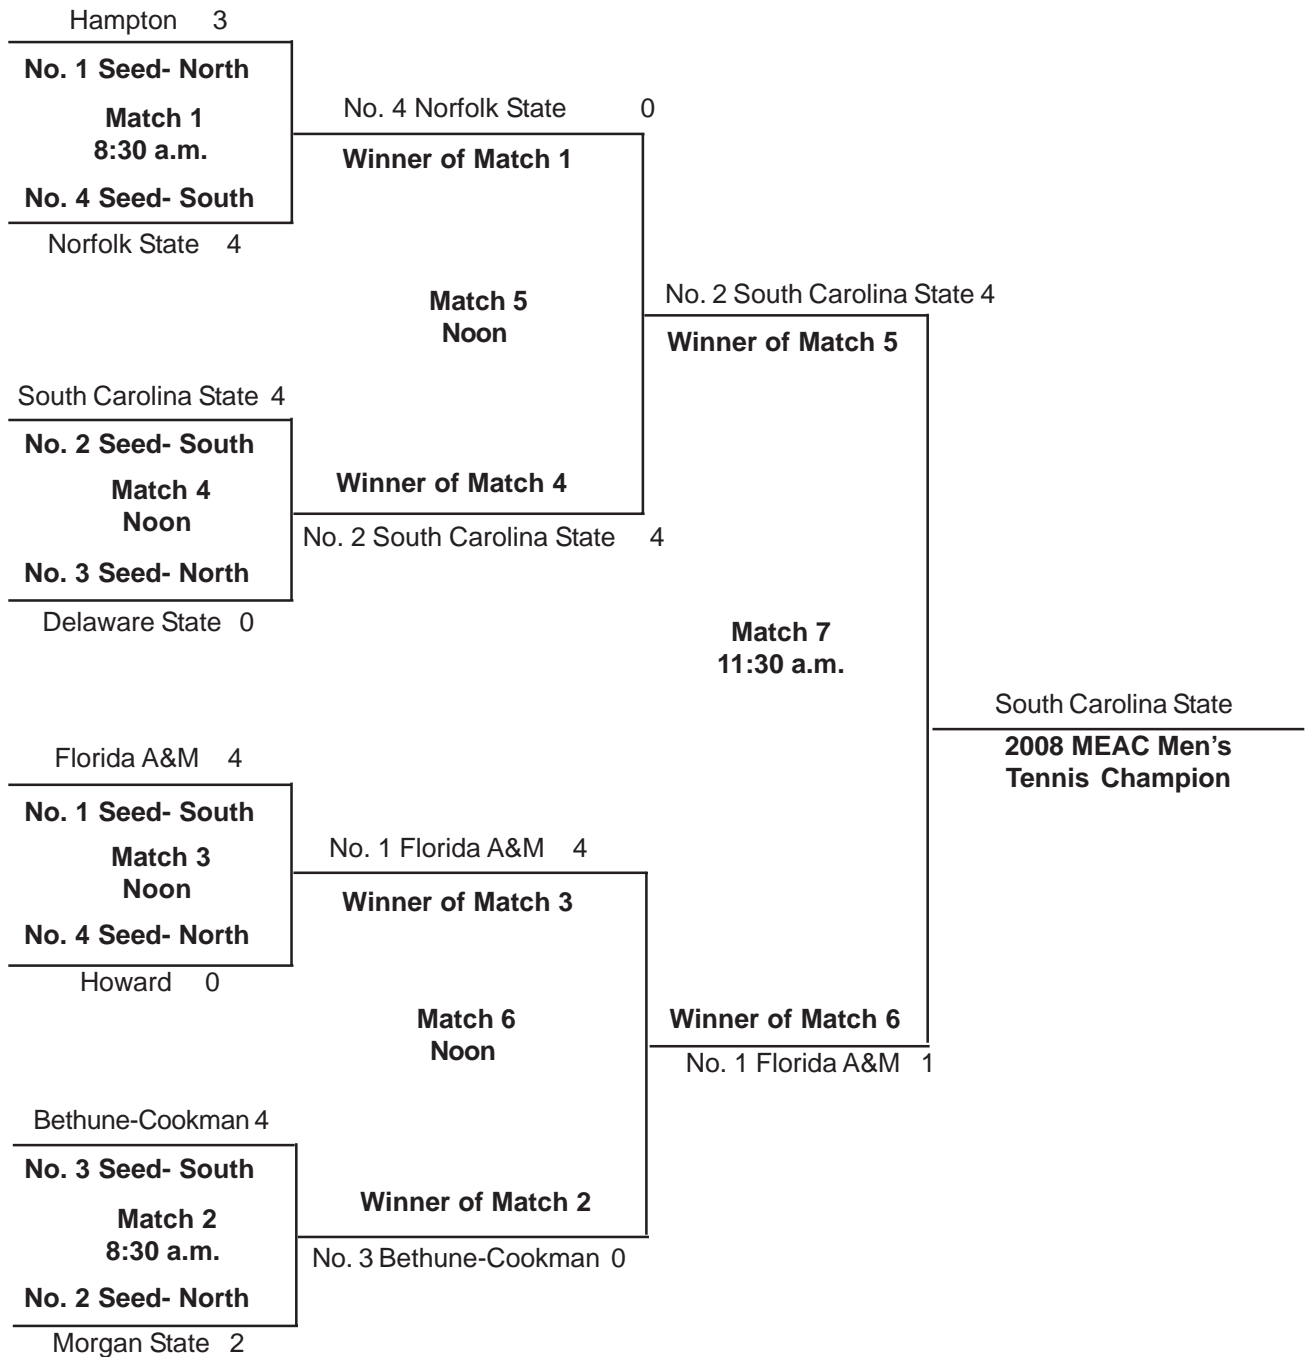 Hampton 3
No. 1 Seed- North
Match 1
8:30 a.m.
No. 4 Seed- South
Norfolk State 4
No. 4 Norfolk State 0
Winner of Match 1
Match 5
Noon
No. 2 South Carolina State 4
Winner of Match 5
South Carolina State 4
No. 2 Seed- South
Match 4
Noon
No. 3 Seed- North
Delaware State 0
Winner of Match 4
No. 2 South Carolina State 4
Match 7
11:30 a.m.
South Carolina State
2008 MEAC Men's
Tennis Champion
Florida A&M 4
No. 1 Seed- South
Match 3
Noon
No. 4 Seed- North
Howard 0
No. 1 Florida A&M 4
Winner of Match 3
Match 6
Noon
Winner of Match 6
No. 1 Florida A&M 1
Bethune-Cookman 4
No. 3 Seed- South
Match 2
8:30 a.m.
No. 2 Seed- North
Morgan State 2
Winner of Match 2
No. 3 Bethune-Cookman 0